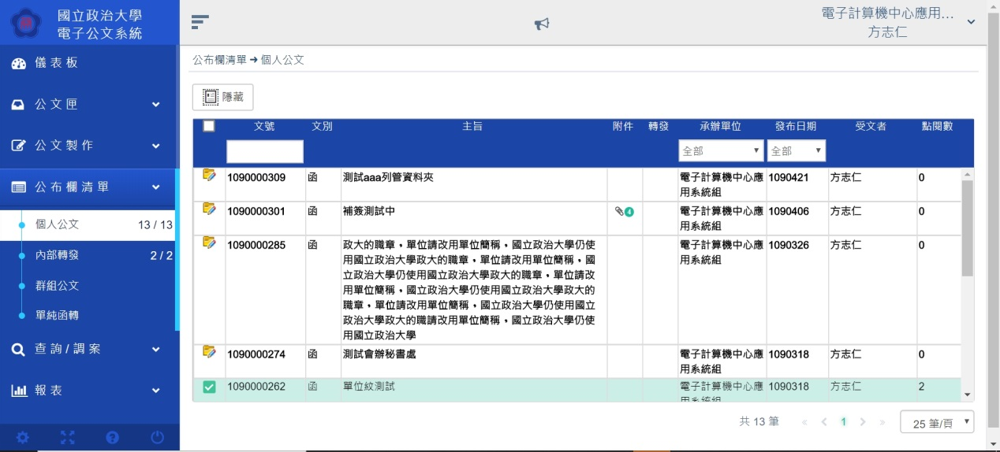 國立政治大學
電子公文系統
電子計算機中心應用...
方志仁
儀表板
公文匣
公文製作
公布欄清單
個人公文 13 / 13
內部轉發 2 / 2
群組公文
單純函轉
查詢/調案
報表
公布欄清單 ➔ 個人公文
隱藏
文號 文別 主旨 附件 轉發 承辦單位 發布日期 受文者 點閱數
全部 全部
1090000309 函 測試aaa列管資料夾 電子計算機中心應 1090421 方志仁 0
用系統組
1090000301 函 補簽測試中 4 電子計算機中心應 1090406 方志仁 0
用系統組
1090000285 函 政大的職章，單位請改用單位簡稱，國立政治大學仍使 電子計算機中心應 1090326 方志仁 0
用國立政治大學政大的職章，單位請改用單位簡稱，國 用系統組
立政治大學仍使用國立政治大學政大的職章，單位請改
用單位簡稱，國立政治大學仍使用國立政治大學政大的
職章，單位請改用單位簡稱，國立政治大學仍使用國立
政治大學政大的職請改用單位簡稱，國立政治大學仍使
用國立政治大學
1090000274 函 測試會辦秘書處 電子計算機中心應 1090318 方志仁 0
用系統組
1090000262 函 單位紋測試 電子計算機中心應 1090318 方志仁 2
用系統組
共 13 筆 « < 1 > » 25 筆/頁